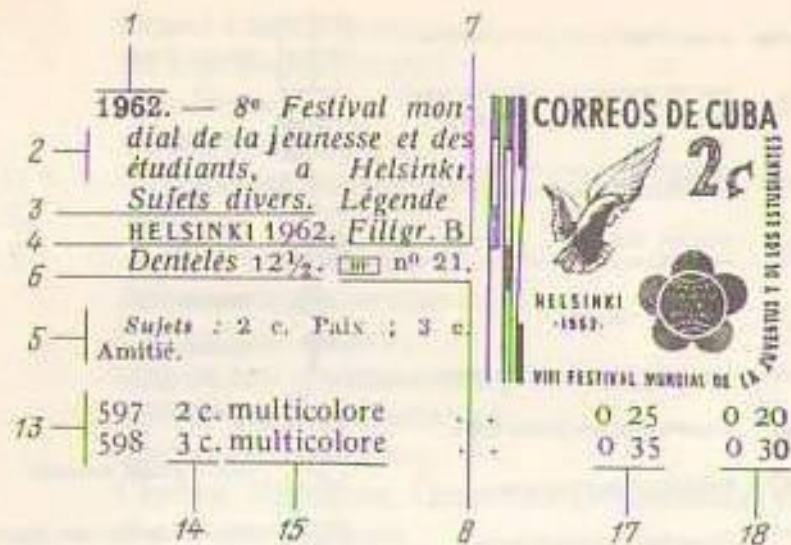 1 7
1962. — 8e Festival mon-
dial de la jeunesse et des
étudiants, a Helsinki.
Sujets divers. Légende
HELSINKI 1962. Filigr. B
Dentelés 12½. BF nº 21.
2
3
4
6
Sujets : 2 c. Paix ; 3 c.
Amitié.
5
CORREOS DE CUBA
2c
HELSINKI
-1962-
VIII FESTIVAL MUNDIAL DE LA JUVENTUD Y DE LOS ESTUDIANTES
13
597 2 c. multicolore . . 0 25 0 20
598 3 c. multicolore . . 0 35 0 30
14 15 8 17 18